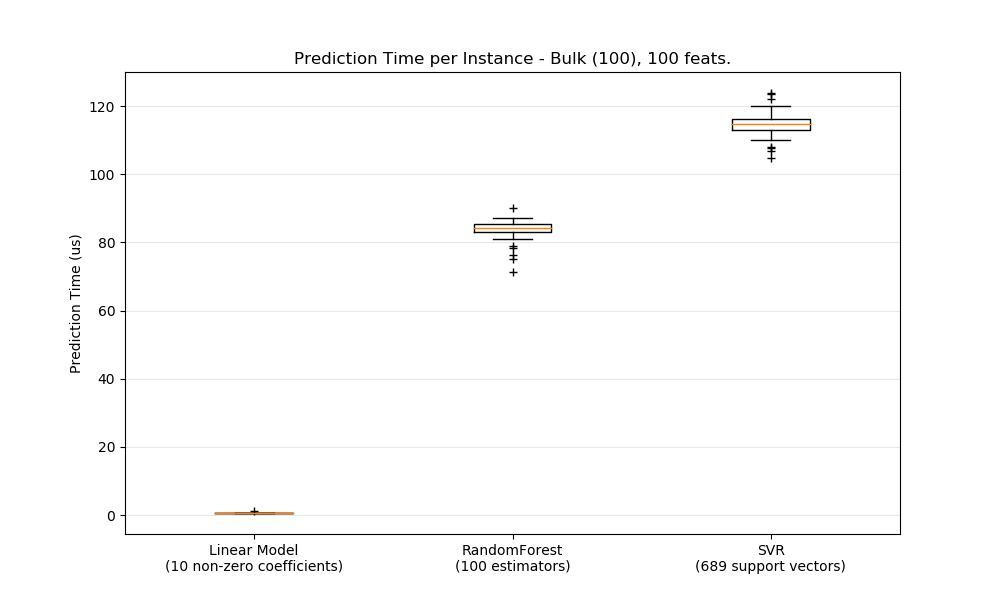 Prediction Time per Instance - Bulk (100), 100 feats.
Prediction Time (us)
120
100
80
60
40
20
0
Linear Model
(10 non-zero coefficients)
RandomForest
(100 estimators)
SVR
(689 support vectors)